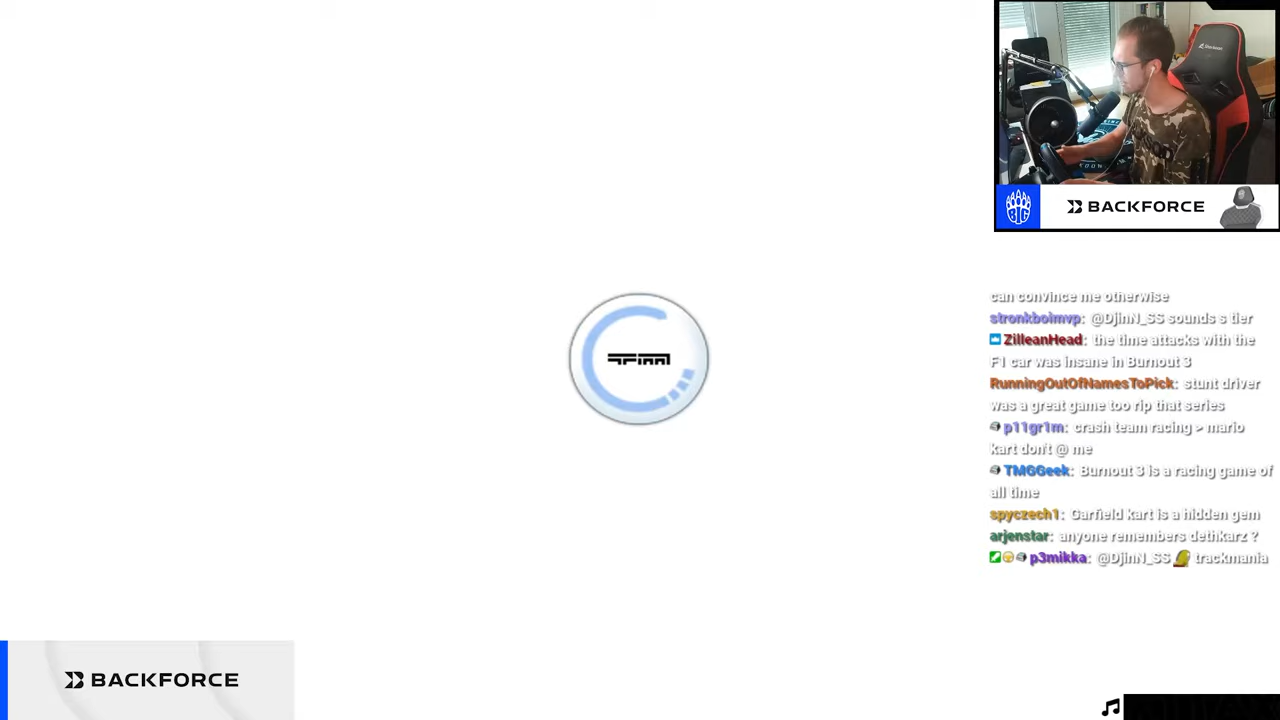 BACKFORCE
can convince me otherwise
stronkboimvp: @DjinN_SS sounds s tier
ZilleanHead: the time attacks with the
F1 car was insane in Burnout 3
RunningOutOfNamesToPick: stunt driver
was a great game too rip that series
p11gr1m: crash team racing > mario
kart don't @ me
TMGGeek: Burnout 3 is a racing game of
all time
spyczech1: Garfield kart is a hidden gem
arjenstar: anyone remembers dethkarz ?
p3mikka: @DjinN_SS trackmania
BACKFORCE